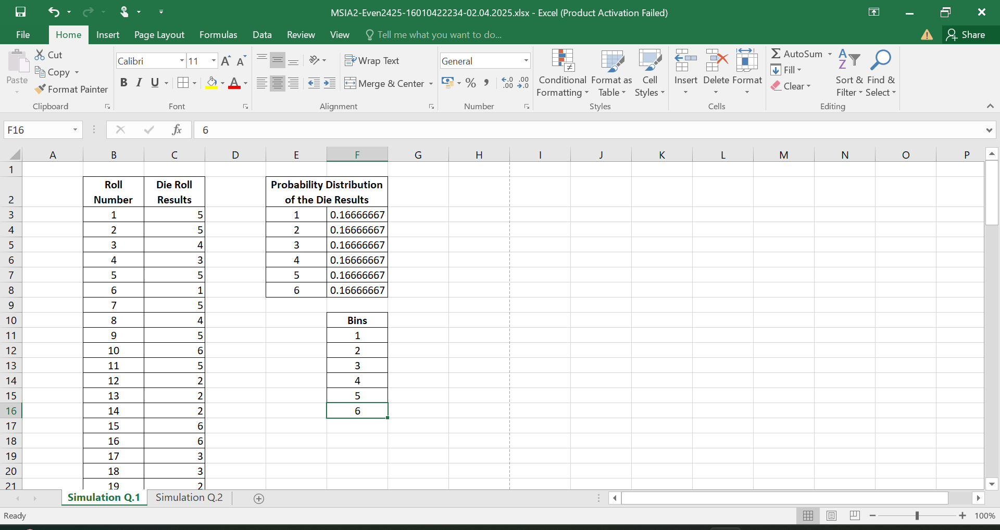 MSIA2-Even2425-16010422234-02.04.2025.xlsx - Excel (Product Activation Failed)
File Home Insert Page Layout Formulas Data Review View Tell me what you want to do... Share
Paste
Cut
Copy
Format Painter
Clipboard
Calibri 11
A A
B I U A
Font
Wrap Text
Merge & Center
Alignment
General
% , .0 .00 .00 .0
Number
Conditional Formatting
Format as Table
Cell Styles
Styles
Insert Delete Format
Cells
AutoSum
Fill
Clear
Sort & Filter
Find & Select
Editing
F16 fx 6
A B C D E F G H I J K L M N O P
1
2 Roll Number Die Roll Results Probability Distribution of the Die Results
3 1 5 1 0.16666667
4 2 5 2 0.16666667
5 3 4 3 0.16666667
6 4 3 4 0.16666667
7 5 5 5 0.16666667
8 6 1 6 0.16666667
9 7 5
10 8 4 Bins
11 9 5 1
12 10 6 2
13 11 5 3
14 12 2 4
15 13 2 5
16 14 2 6
17 15 6
18 16 6
19 17 3
20 18 3
21 19 2
Simulation Q.1 Simulation Q.2
Ready 100%